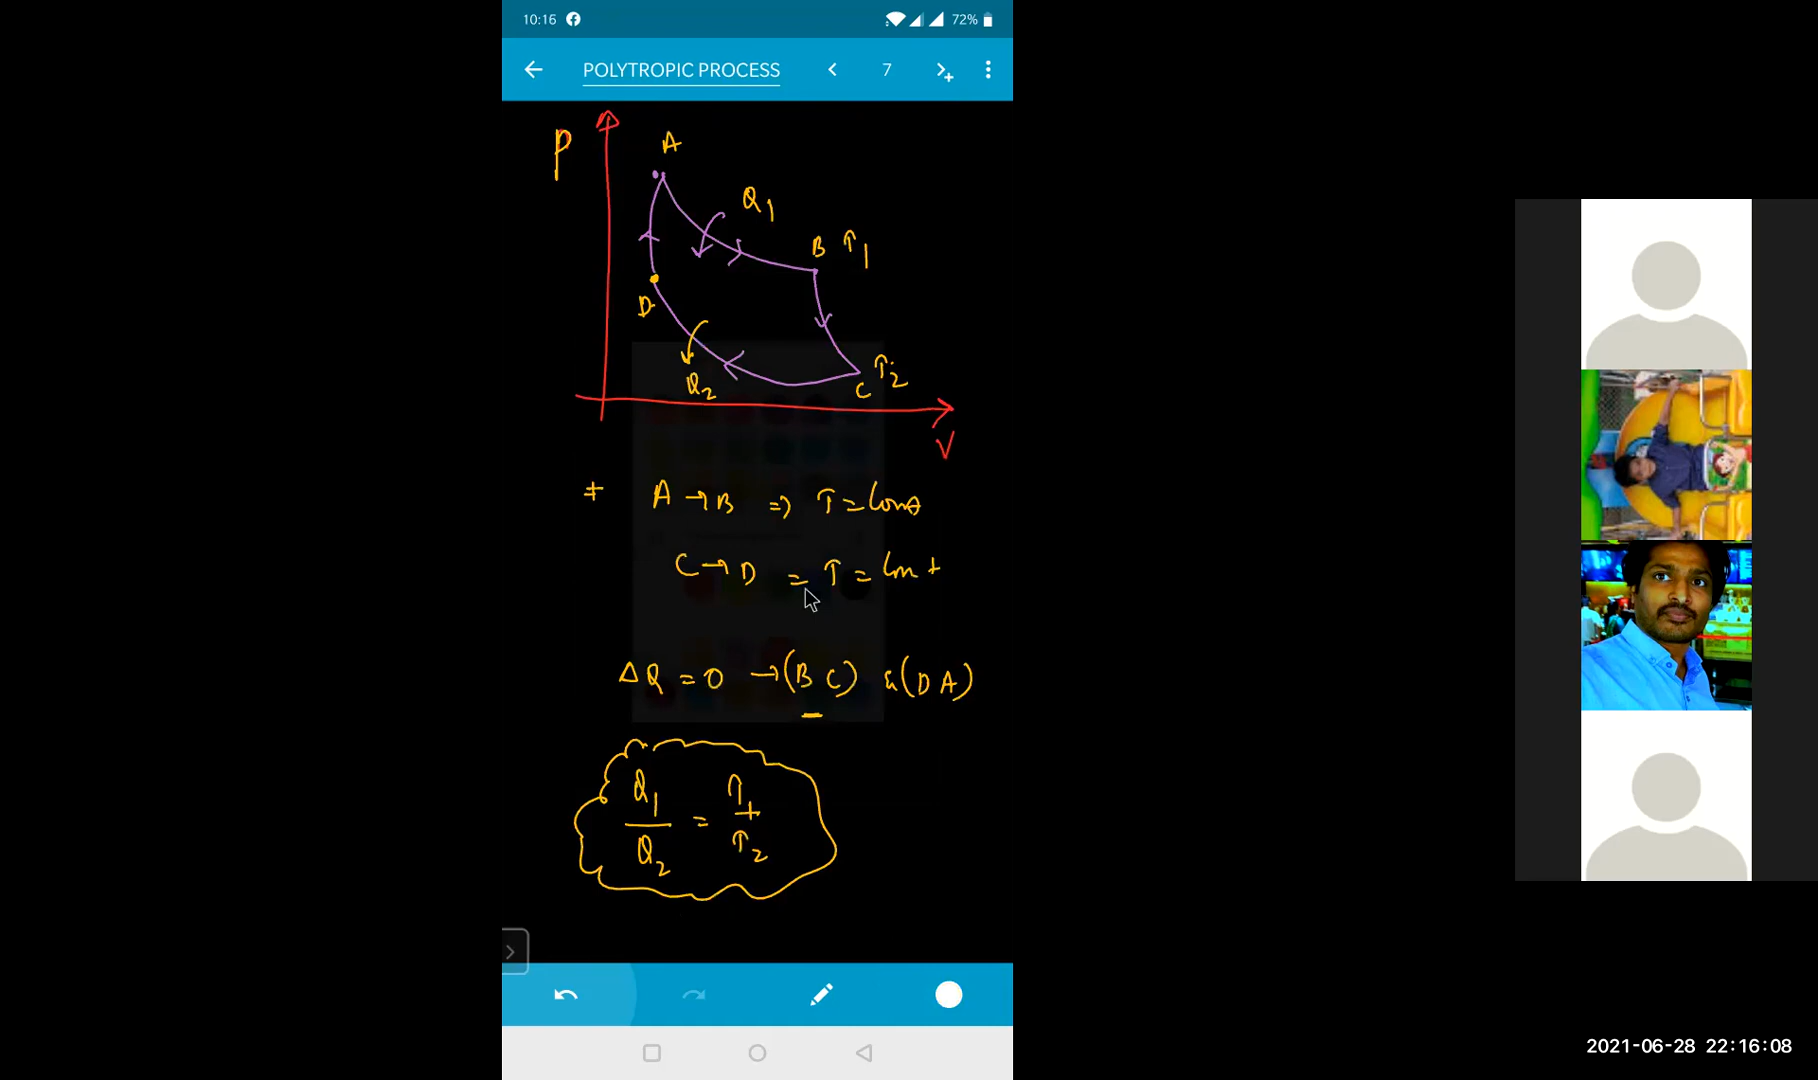 10:16 72%
POLYTROPIC PROCESS 7
P
A
Q1
B T1
D
Q2
C T2
V
A → B ⇒ T = Const
C → D = T = Con t
ΔQ = 0 → (B C) & (D A)
Q1/Q2 = T1/T2
2021-06-28 22:16:08